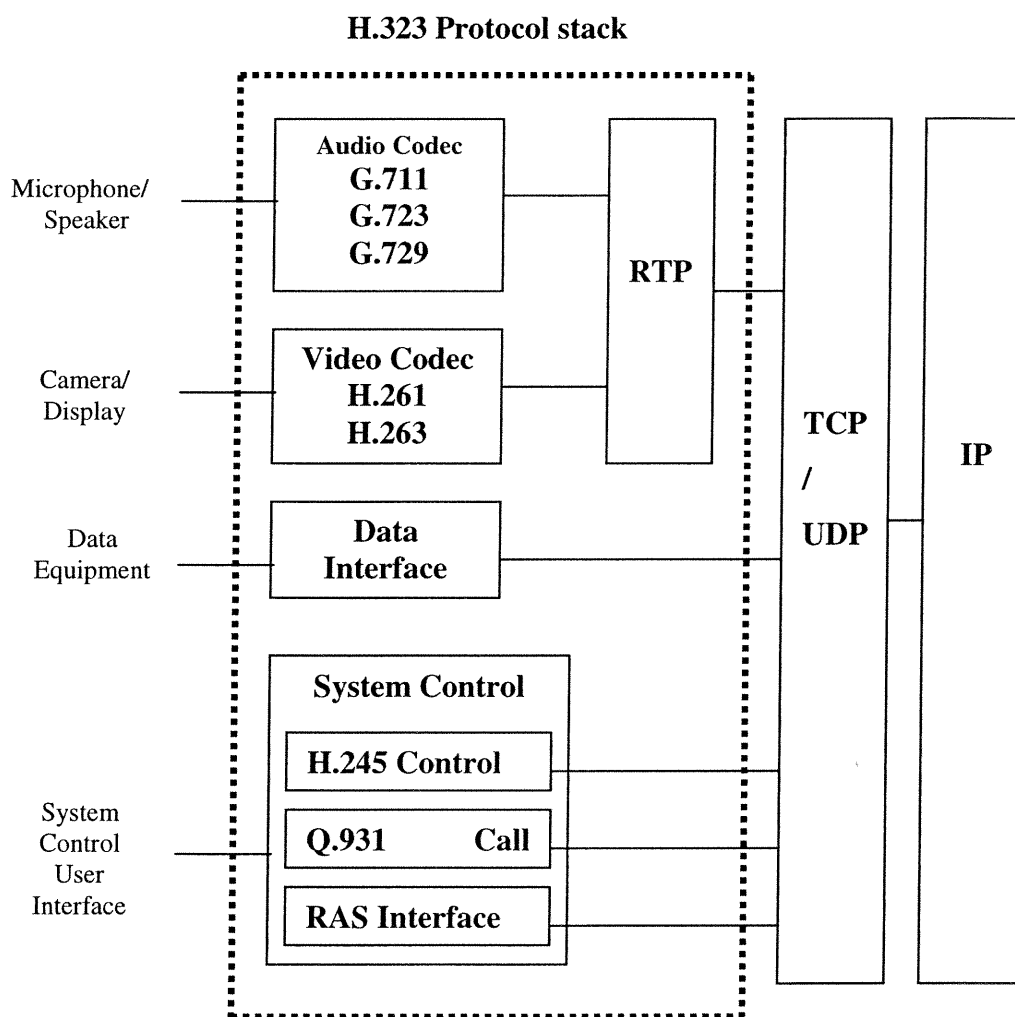 H.323 Protocol stack
Microphone/
Speaker
Audio Codec
G.711
G.723
G.729
RTP
Camera/
Display
Video Codec
H.261
H.263
TCP
/
UDP
IP
Data
Equipment
Data
Interface
System
Control
User
Interface
System Control
H.245 Control
Q.931 Call
RAS Interface